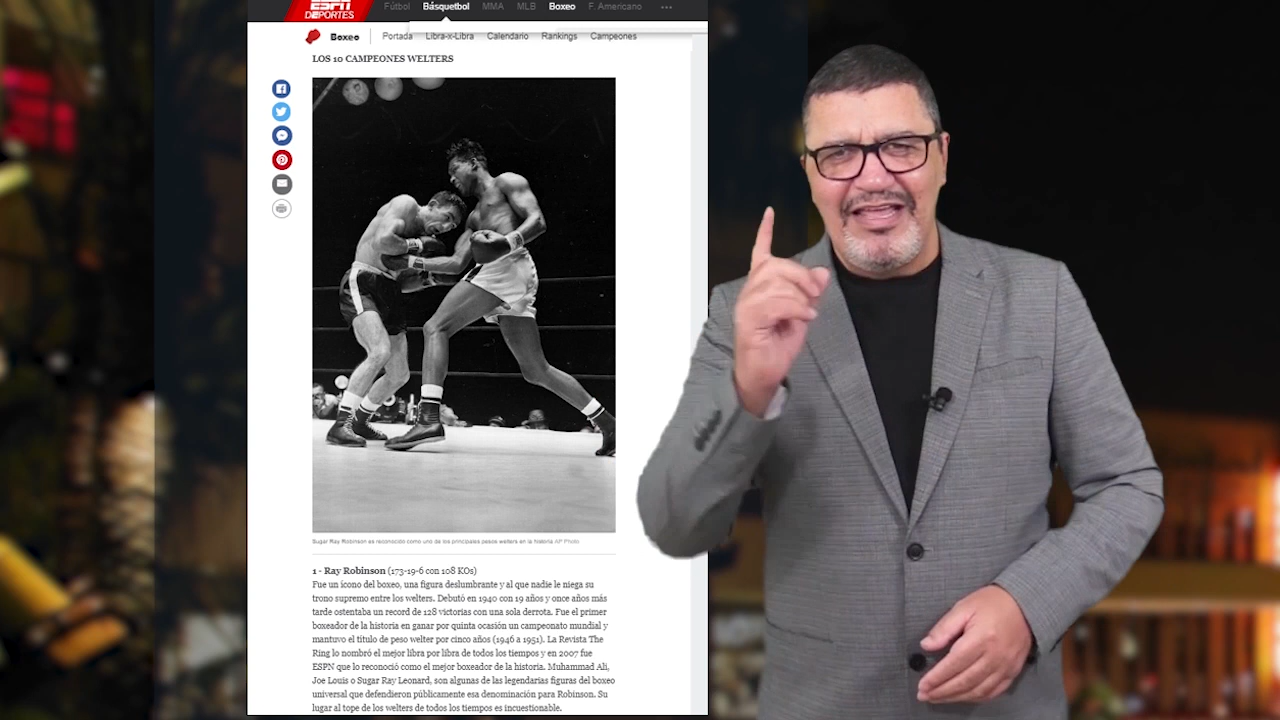 ESPN
DEPORTES
Fútbol Básquetbol MMA MLB Boxeo F. Americano ...
Boxeo Portada Libra-x-Libra Calendario Rankings Campeones
LOS 10 CAMPEONES WELTERS
Sugar Ray Robinson es reconocido como uno de los principales pesos welters en la historia AP Photo
1 - Ray Robinson (173-19-6 con 108 KOs)
Fue un ícono del boxeo, una figura deslumbrante y al que nadie le niega su
trono supremo entre los welters. Debutó en 1940 con 19 años y once años más
tarde ostentaba un record de 128 victorias con una sola derrota. Fue el primer
boxeador de la historia en ganar por quinta ocasión un campeonato mundial y
mantuvo el título de peso welter por cinco años (1946 a 1951). La Revista The
Ring lo nombró el mejor libra por libra de todos los tiempos y en 2007 fue
ESPN que lo reconoció como el mejor boxeador de la historia. Muhammad Ali,
Joe Louis o Sugar Ray Leonard, son algunas de las legendarias figuras del boxeo
universal que defendieron públicamente esa denominación para Robinson. Su
lugar al tope de los welters de todos los tiempos es incuestionable.